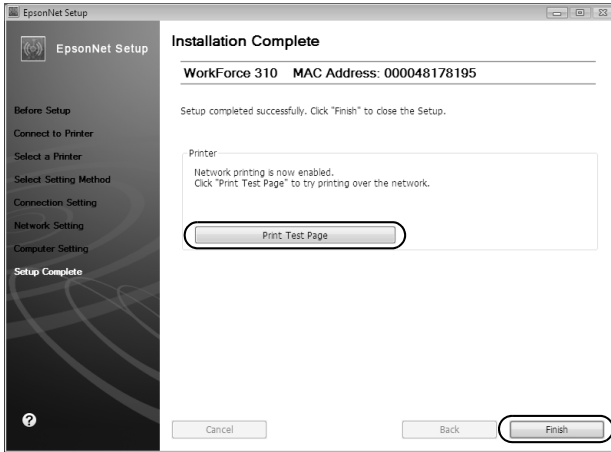 EpsonNet Setup
EpsonNet Setup
Installation Complete
WorkForce 310 MAC Address: 000048178195
Before Setup
Connect to Printer
Select a Printer
Select Setting Method
Connection Setting
Network Setting
Computer Setting
Setup Complete
Setup completed successfully. Click "Finish" to close the Setup.
Printer
Network printing is now enabled.
Click "Print Test Page" to try printing over the network.
Print Test Page
?
Cancel
Back
Finish